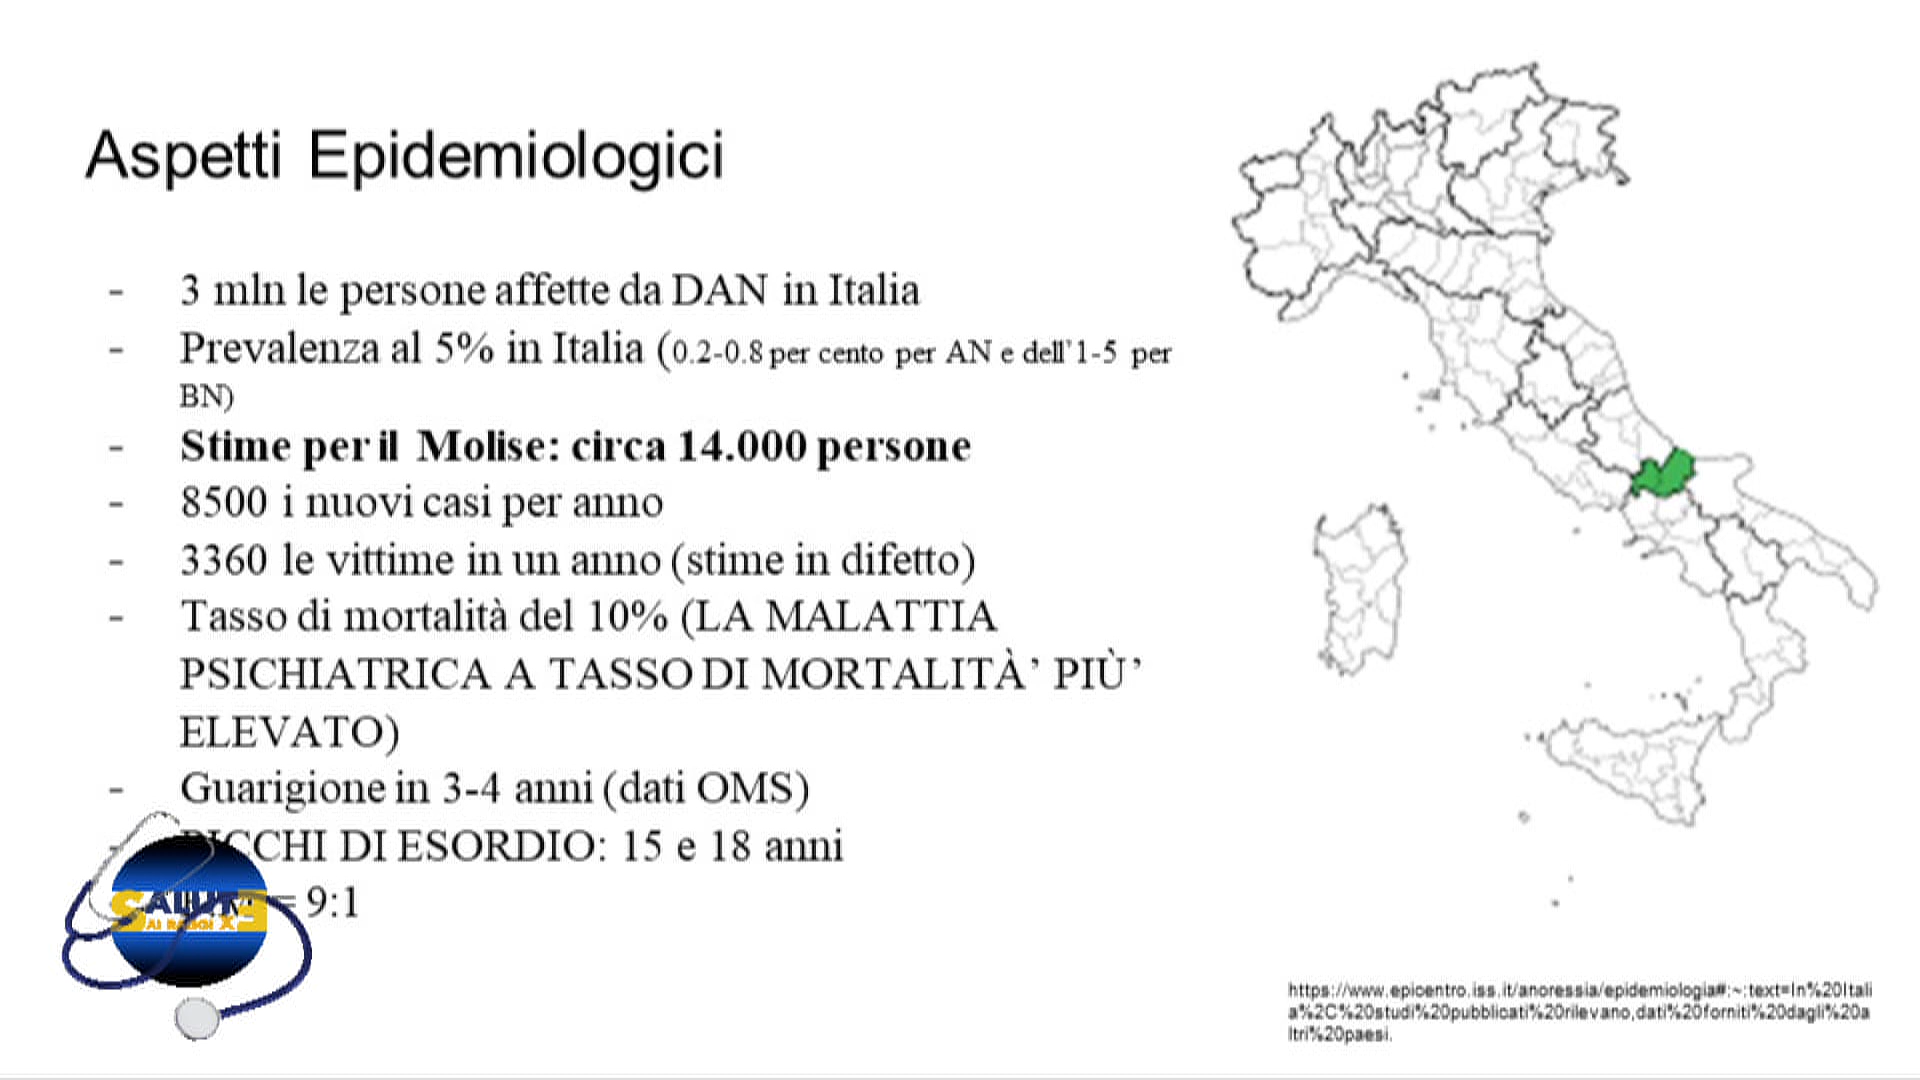 Aspetti Epidemiologici
- 3 mln le persone affette da DAN in Italia
- Prevalenza al 5% in Italia (0.2-0.8 per cento per AN e dell'1-5 per
BN)
- Stime per il Molise: circa 14.000 persone
- 8500 i nuovi casi per anno
- 3360 le vittime in un anno (stime in difetto)
- Tasso di mortalità del 10% (LA MALATTIA
PSICHIATRICA A TASSO DI MORTALITÀ' PIÙ'
ELEVATO)
- Guarigione in 3-4 anni (dati OMS)
- PICCHI DI ESORDIO: 15 e 18 anni
= 9:1
SALUTE
AI RAGGI X
https://www.epicentro.iss.it/anoressia/epidemiologia#:~:text=In%20Itali
a%2C%20studi%20pubblicati%20rilevano,dati%20forniti%20dagli%20a
ltri%20paesi.